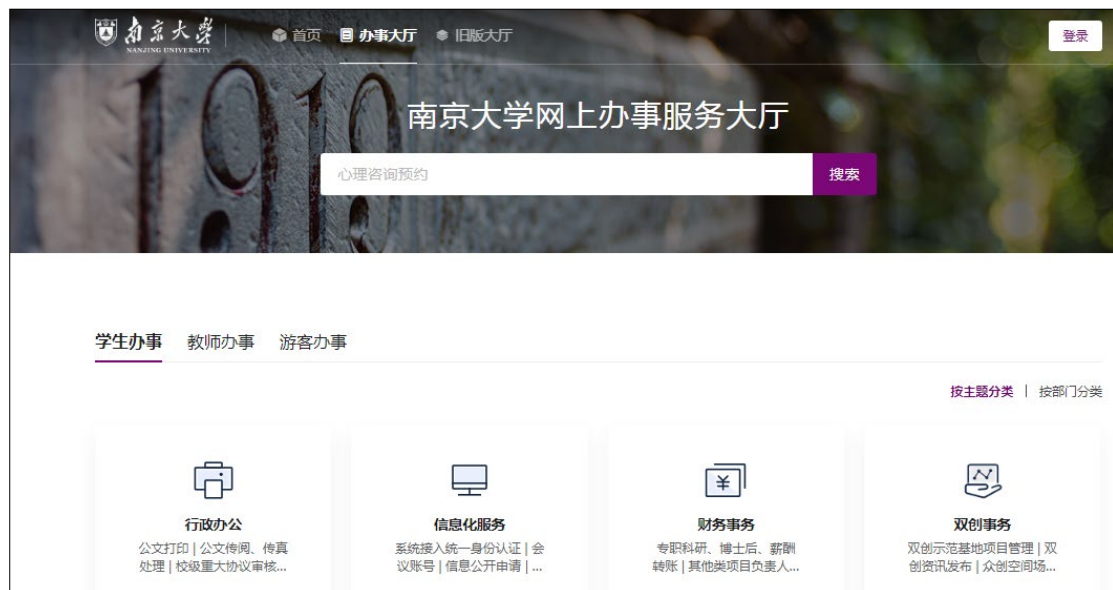 南京大學
NANJING UNIVERSITY
首页 办事大厅 旧版大厅
登录
1919
南京大学网上办事服务大厅
心理咨询预约
搜索
学生办事 教师办事 游客办事
按主题分类 | 按部门分类
行政办公
公文打印 | 公文传阅、传真
处理 | 校级重大协议审核...
信息化服务
系统接入统一身份认证 | 会
议账号 | 信息公开申请 | ...
财务事务
专职科研、博士后、薪酬
转账 | 其他类项目负责人...
双创事务
双创示范基地项目管理 | 双
创资讯发布 | 众创空间场...